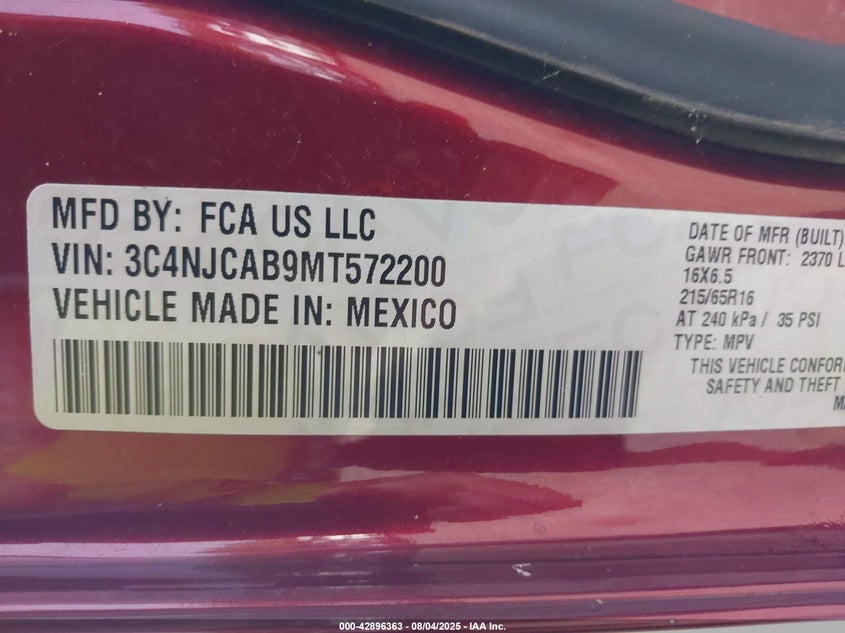 MFD BY: FCA US LLC
VIN: 3C4NJCAB9MT572200
VEHICLE MADE IN: MEXICO
DATE OF MFR (BUILT)
GAWR FRONT: 2370 L
16X6.5
215/65R16
AT 240 kPa / 35 PSI
TYPE: MPV
THIS VEHICLE CONFOR
SAFETY AND THEFT
000-42896363 - 08/04/2025 - IAA Inc.